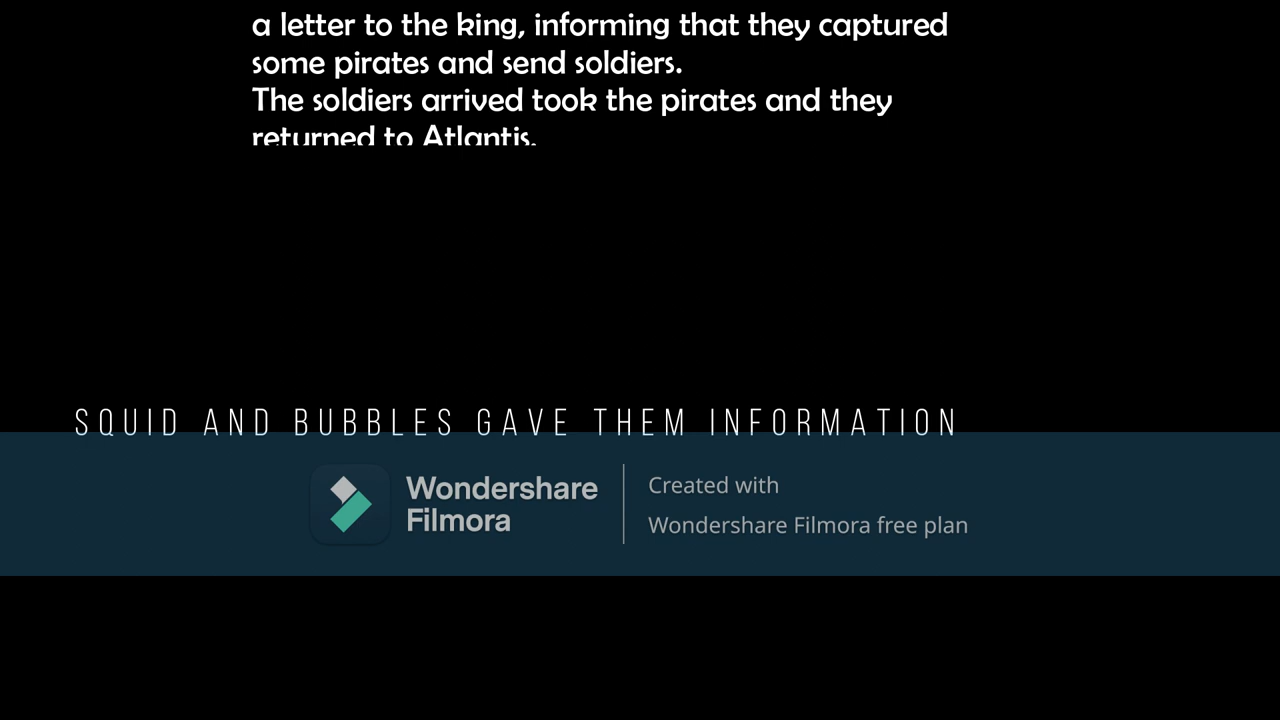 a letter to the king, informing that they captured
some pirates and send soldiers.
The soldiers arrived took the pirates and they
returned to Atlantis.
SQUID AND BUBBLES GAVE THEM INFORMATION
Wondershare
Filmora
Created with
Wondershare Filmora free plan